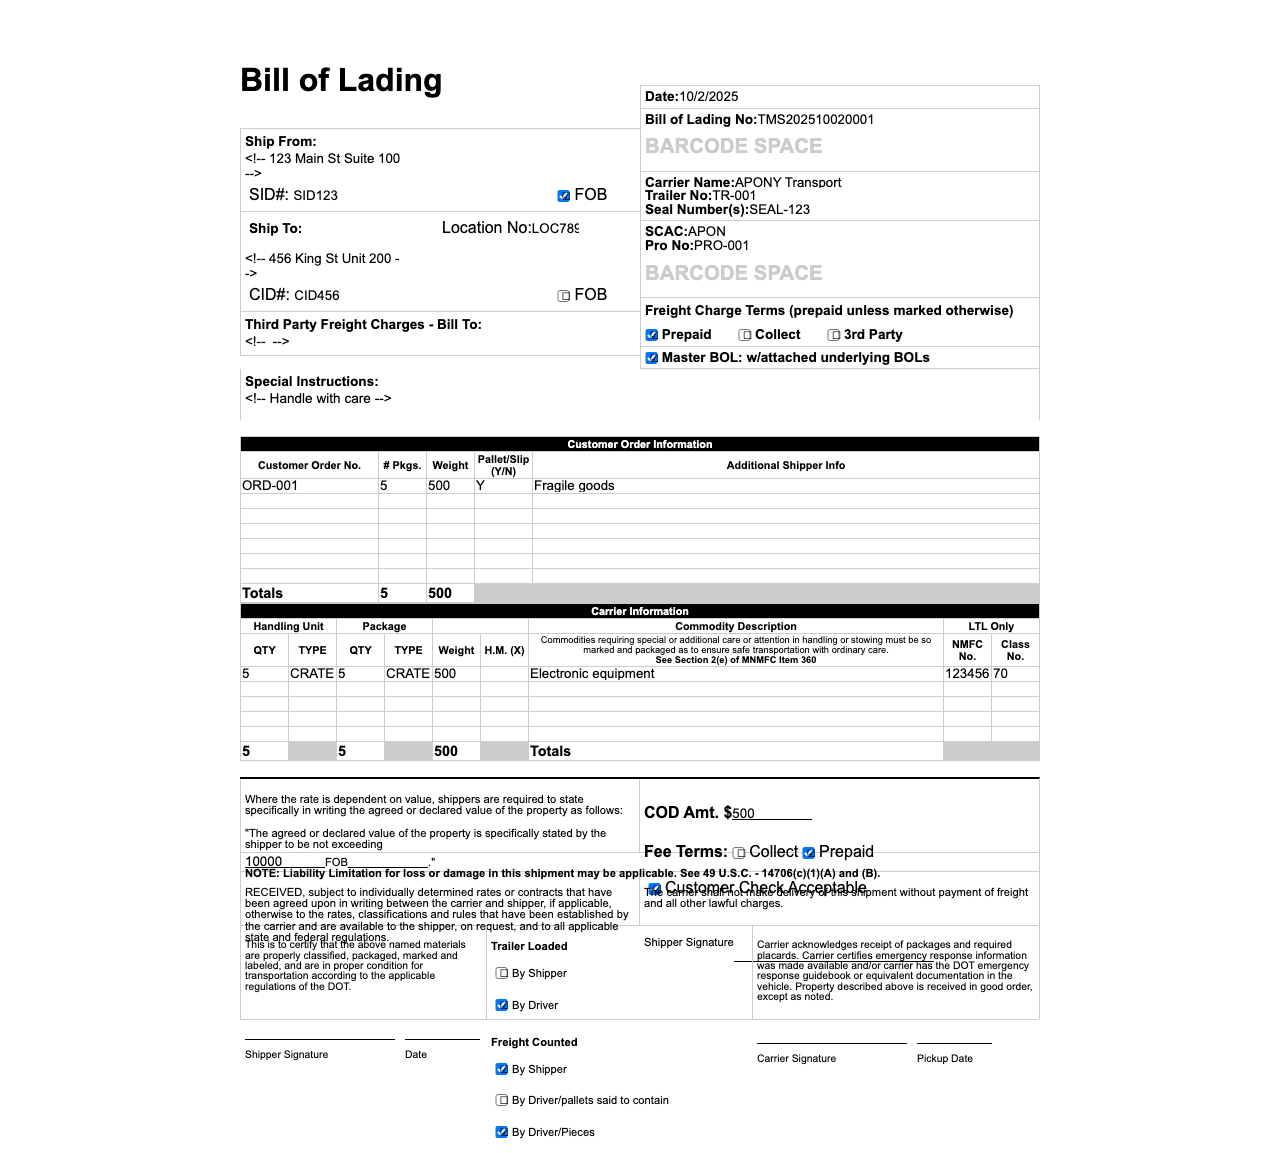 Bill of Lading
Date:10/2/2025
Bill of Lading No:TMS202510020001
BARCODE SPACE
Ship From:
<!-- 123 Main St Suite 100
-->
SID#: SID123 FOB
Carrier Name:APONY Transport
Trailer No:TR-001
Seal Number(s):SEAL-123
Ship To: Location No:LOC789
<!-- 456 King St Unit 200 -
->
CID#: CID456 FOB
SCAC:APON
Pro No:PRO-001
BARCODE SPACE
Third Party Freight Charges - Bill To:
<!-- -->
Freight Charge Terms (prepaid unless marked otherwise)
Prepaid Collect 3rd Party
Master BOL: w/attached underlying BOLs
Special Instructions:
<!-- Handle with care -->
Customer Order Information
Customer Order No. # Pkgs. Weight Pallet/Slip (Y/N) Additional Shipper Info
ORD-001 5 500 Y Fragile goods
Totals 5 500
Carrier Information
Handling Unit Package Commodity Description LTL Only
QTY TYPE QTY TYPE Weight H.M. (X) Commodities requiring special or additional care or attention in handling or stowing must be so
marked and packaged as to ensure safe transportation with ordinary care.
See Section 2(e) of MNMFC Item 360
NMFC No. Class No.
5 CRATE 5 CRATE 500 Electronic equipment 123456 70
5 5 500 Totals
Where the rate is dependent on value, shippers are required to state
specifically in writing the agreed or declared value of the property as follows:
"The agreed or declared value of the property is specifically stated by the
shipper to be not exceeding
10000 FOB ."
COD Amt. $500
Fee Terms: Collect Prepaid
Customer Check Acceptable
NOTE: Liability Limitation for loss or damage in this shipment may be applicable. See 49 U.S.C. - 14706(c)(1)(A) and (B).
RECEIVED, subject to individually determined rates or contracts that have
been agreed upon in writing between the carrier and shipper, if applicable,
otherwise to the rates, classifications and rules that have been established by
the carrier and are available to the shipper, on request, and to all applicable
state and federal regulations.
The carrier shall not make delivery of this shipment without payment of freight
and all other lawful charges.
Shipper Signature
This is to certify that the above named materials
are properly classified, packaged, marked and
labeled, and are in proper condition for
transportation according to the applicable
regulations of the DOT.
Shipper Signature Date
Trailer Loaded
By Shipper
By Driver
Freight Counted
By Shipper
By Driver/pallets said to contain
By Driver/Pieces
Carrier acknowledges receipt of packages and required
placards. Carrier certifies emergency response information
was made available and/or carrier has the DOT emergency
response guidebook or equivalent documentation in the
vehicle. Property described above is received in good order,
except as noted.
Carrier Signature Pickup Date